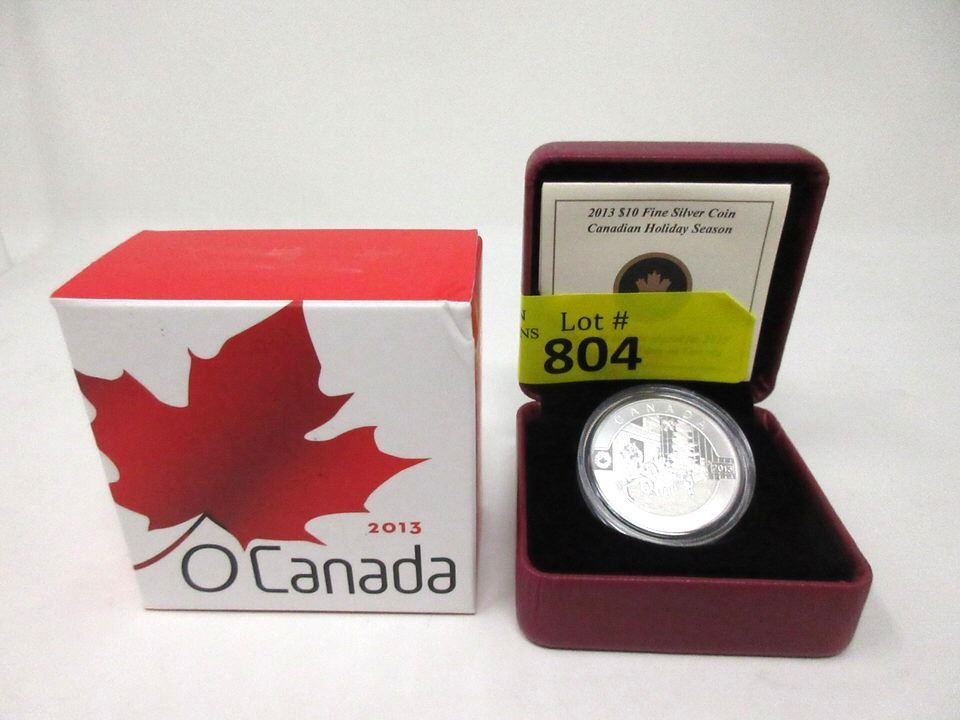 2013
O Canada
2013 $10 Fine Silver Coin
Canadian Holiday Season
Lot #
804
CANADA
2013